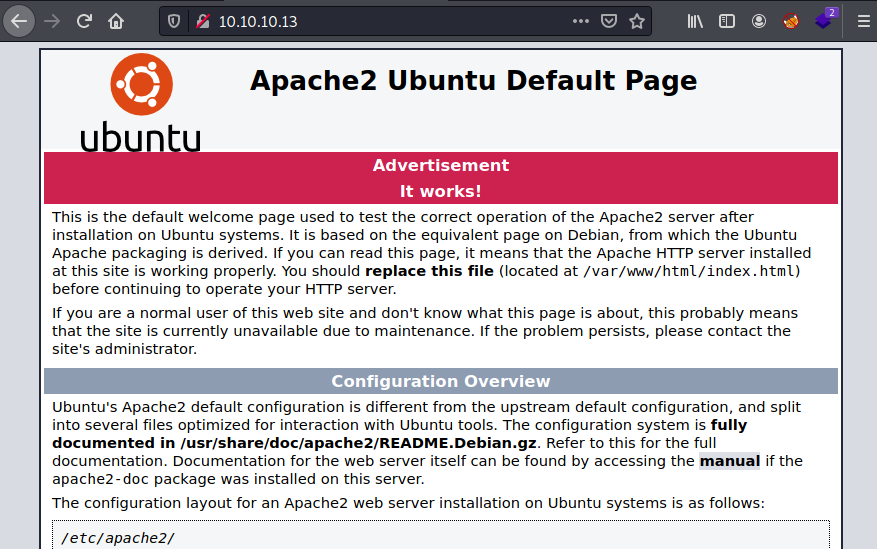 10.10.10.13
2
ubuntu
Apache2 Ubuntu Default Page
Advertisement
It works!
This is the default welcome page used to test the correct operation of the Apache2 server after
installation on Ubuntu systems. It is based on the equivalent page on Debian, from which the Ubuntu
Apache packaging is derived. If you can read this page, it means that the Apache HTTP server installed
at this site is working properly. You should replace this file (located at /var/www/html/index.html)
before continuing to operate your HTTP server.
If you are a normal user of this web site and don't know what this page is about, this probably means
that the site is currently unavailable due to maintenance. If the problem persists, please contact the
site's administrator.
Configuration Overview
Ubuntu's Apache2 default configuration is different from the upstream default configuration, and split
into several files optimized for interaction with Ubuntu tools. The configuration system is fully
documented in /usr/share/doc/apache2/README.Debian.gz. Refer to this for the full
documentation. Documentation for the web server itself can be found by accessing the manual if the
apache2-doc package was installed on this server.
The configuration layout for an Apache2 web server installation on Ubuntu systems is as follows:
/etc/apache2/